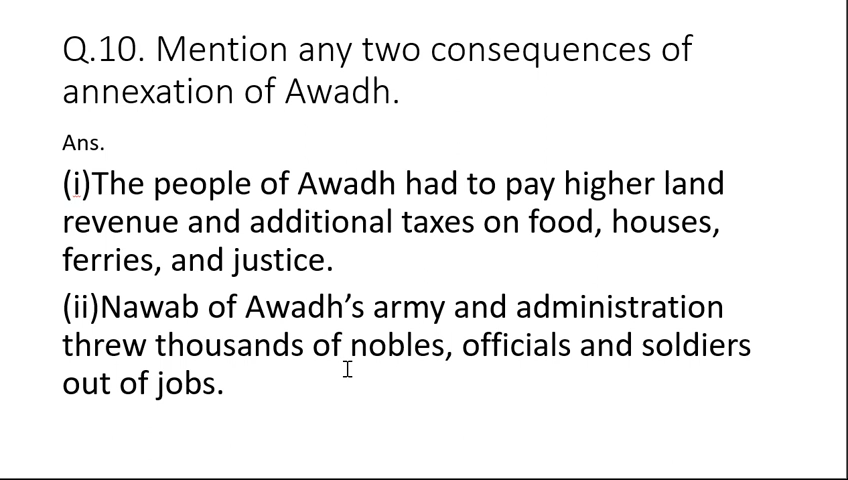 Q.10. Mention any two consequences of
annexation of Awadh.
Ans.
(i)The people of Awadh had to pay higher land
revenue and additional taxes on food, houses,
ferries, and justice.
(ii)Nawab of Awadh’s army and administration
threw thousands of nobles, officials and soldiers
out of jobs.